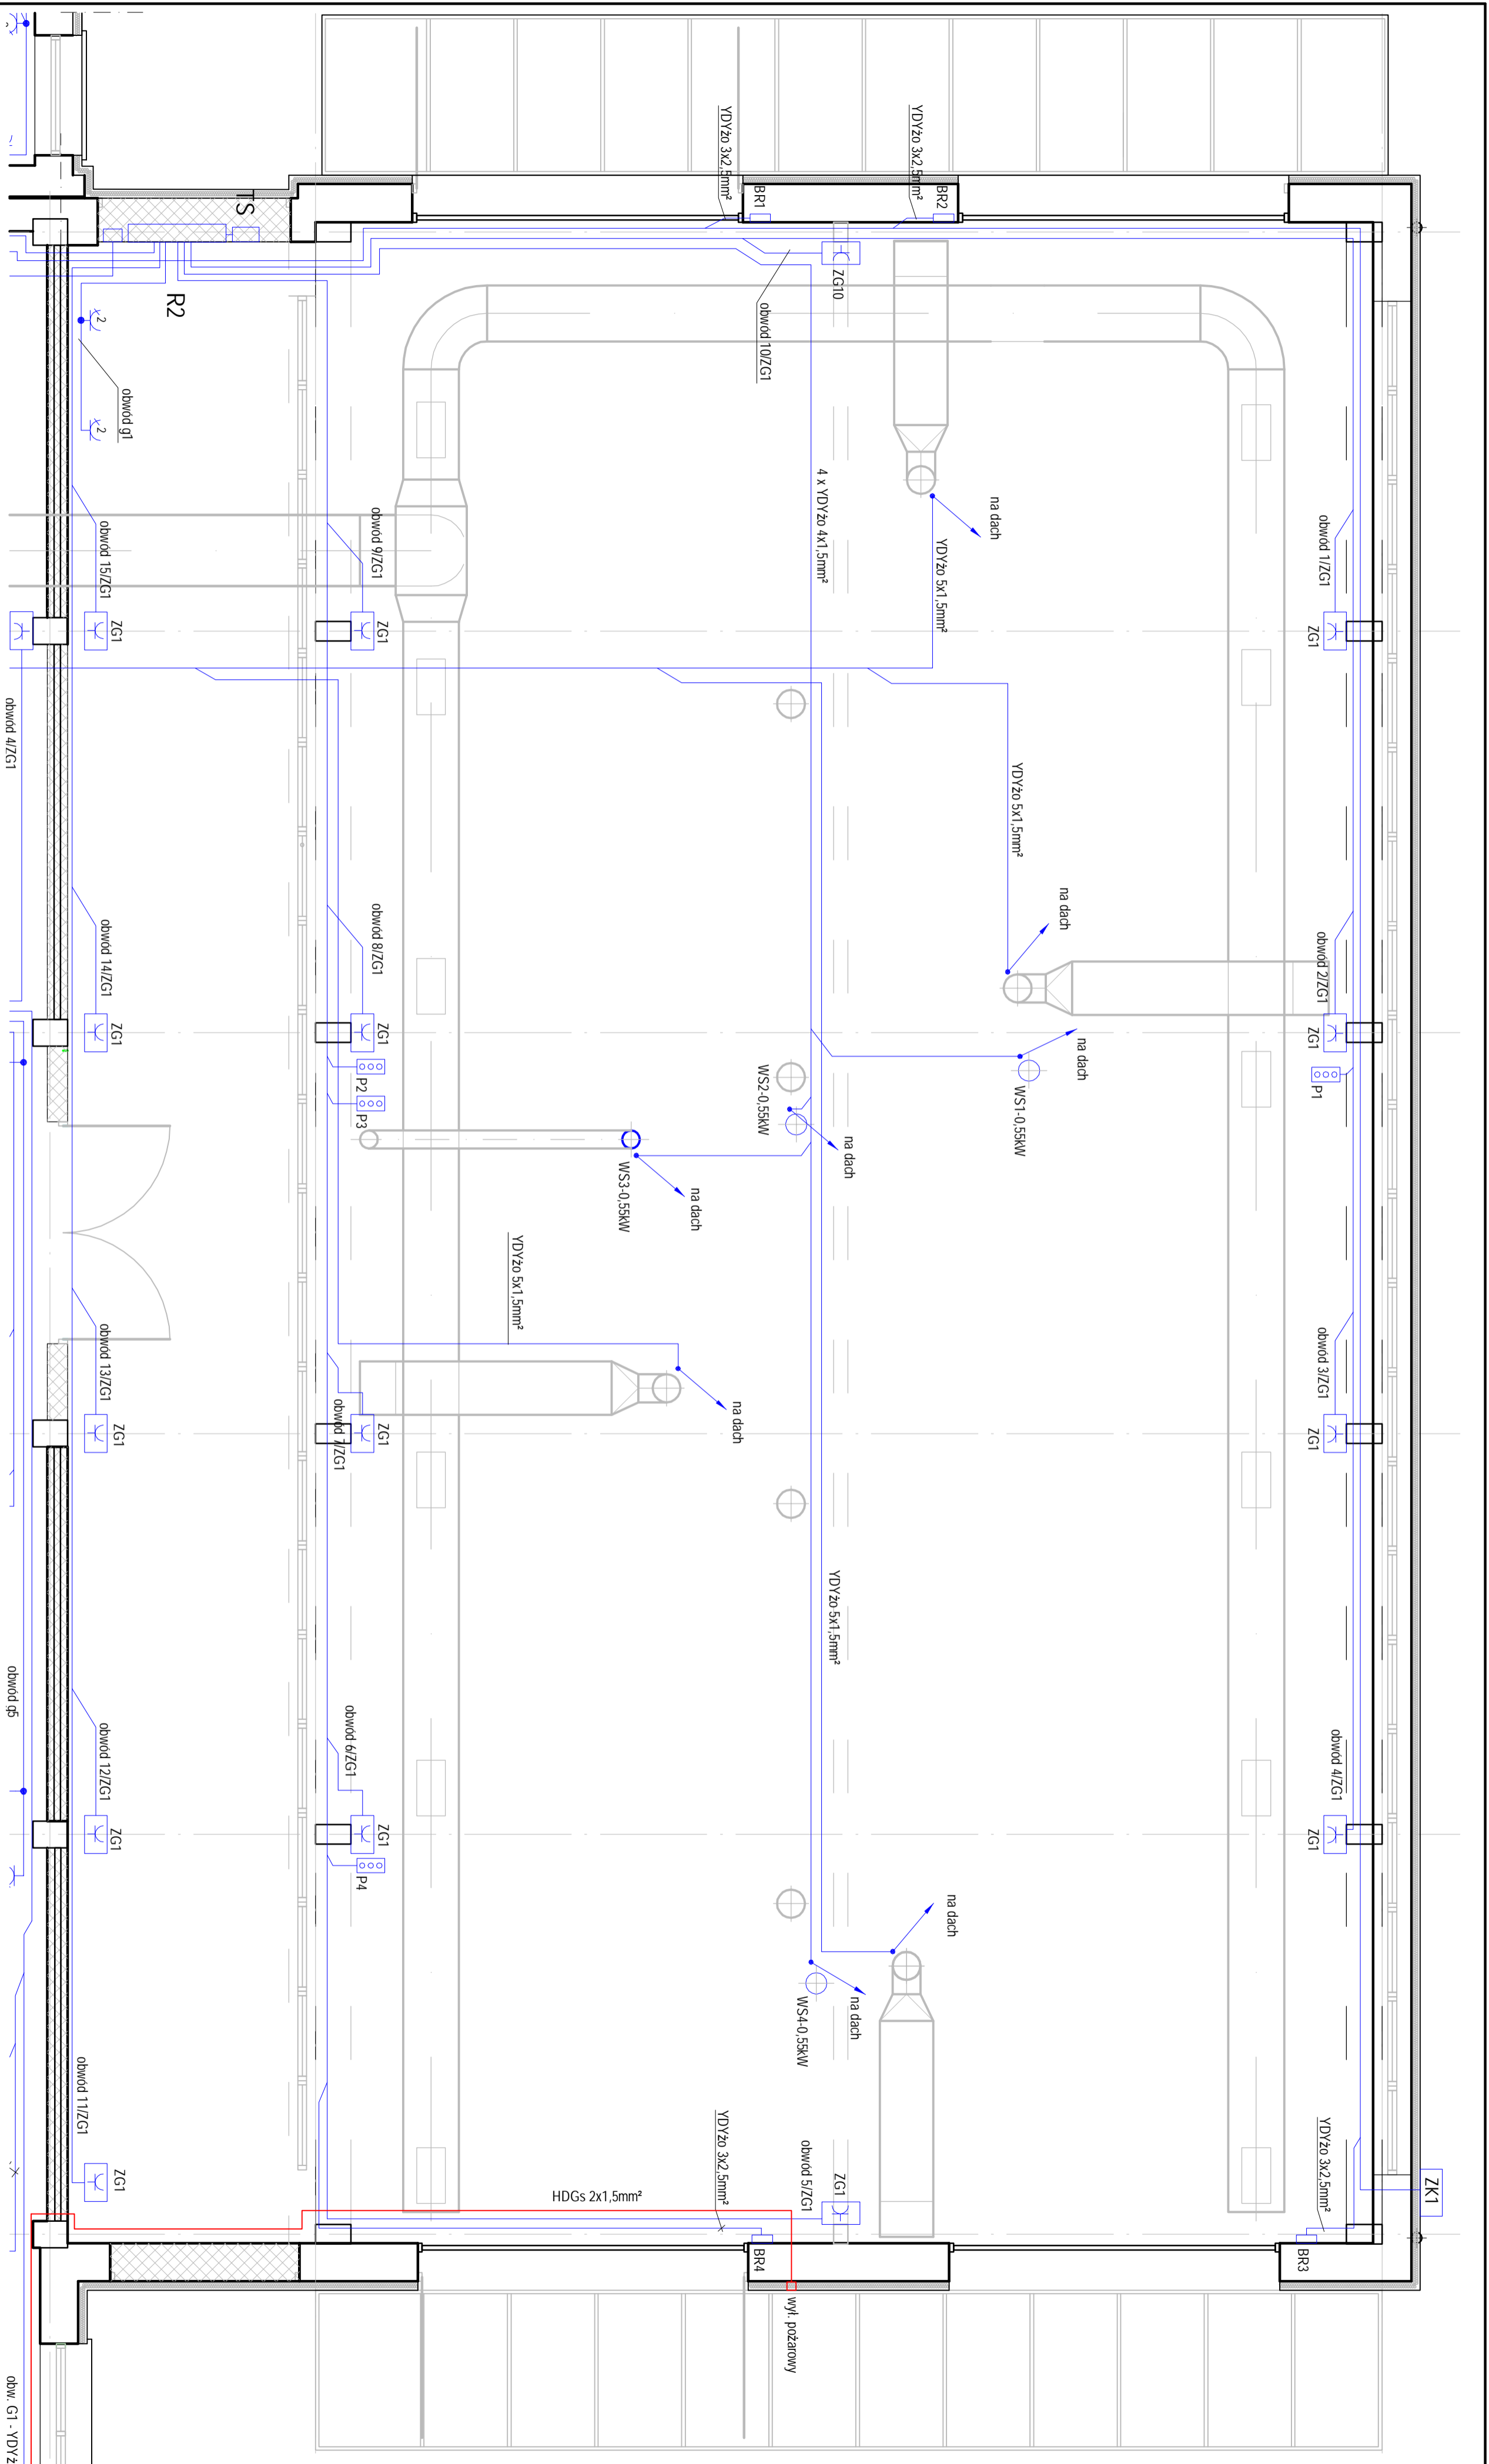 YDYżo 3x2,5mm²
YDYżo 3x2,5mm²
BR1
BR2
TS
R2
ZG10
obwód 10/ZG1
2
2
obwód g1
na dach
4 x YDYżo 4x1,5mm²
YDYżo 5x1,5mm²
obwód 1/ZG1
ZG1
obwód 9/ZG1
ZG1
obwód 15/ZG1
ZG1
obwód 4/ZG1
YDYżo 5x1,5mm²
na dach
obwód 2/ZG1
ZG1
P1
na dach
WS1-0,55kW
WS2-0,55kW
na dach
obwód 8/ZG1
ZG1
P2
P3
obwód 14/ZG1
ZG1
WS3-0,55kW
na dach
YDYżo 5x1,5mm²
obwód 3/ZG1
ZG1
na dach
obwód 7/ZG1
ZG1
obwód 13/ZG1
ZG1
YDYżo 5x1,5mm²
obwód g5
obwód 6/ZG1
ZG1
P4
obwód 12/ZG1
ZG1
obwód 4/ZG1
ZG1
na dach
na dach
WS4-0,55kW
obwód 11/ZG1
ZG1
HDGs 2x1,5mm²
YDYżo 3x2,5mm²
obwód 5/ZG1
ZG1
YDYżo 3x2,5mm²
ZK1
BR4
BR3
wył. pożarowy
obw. G1 - YDYż